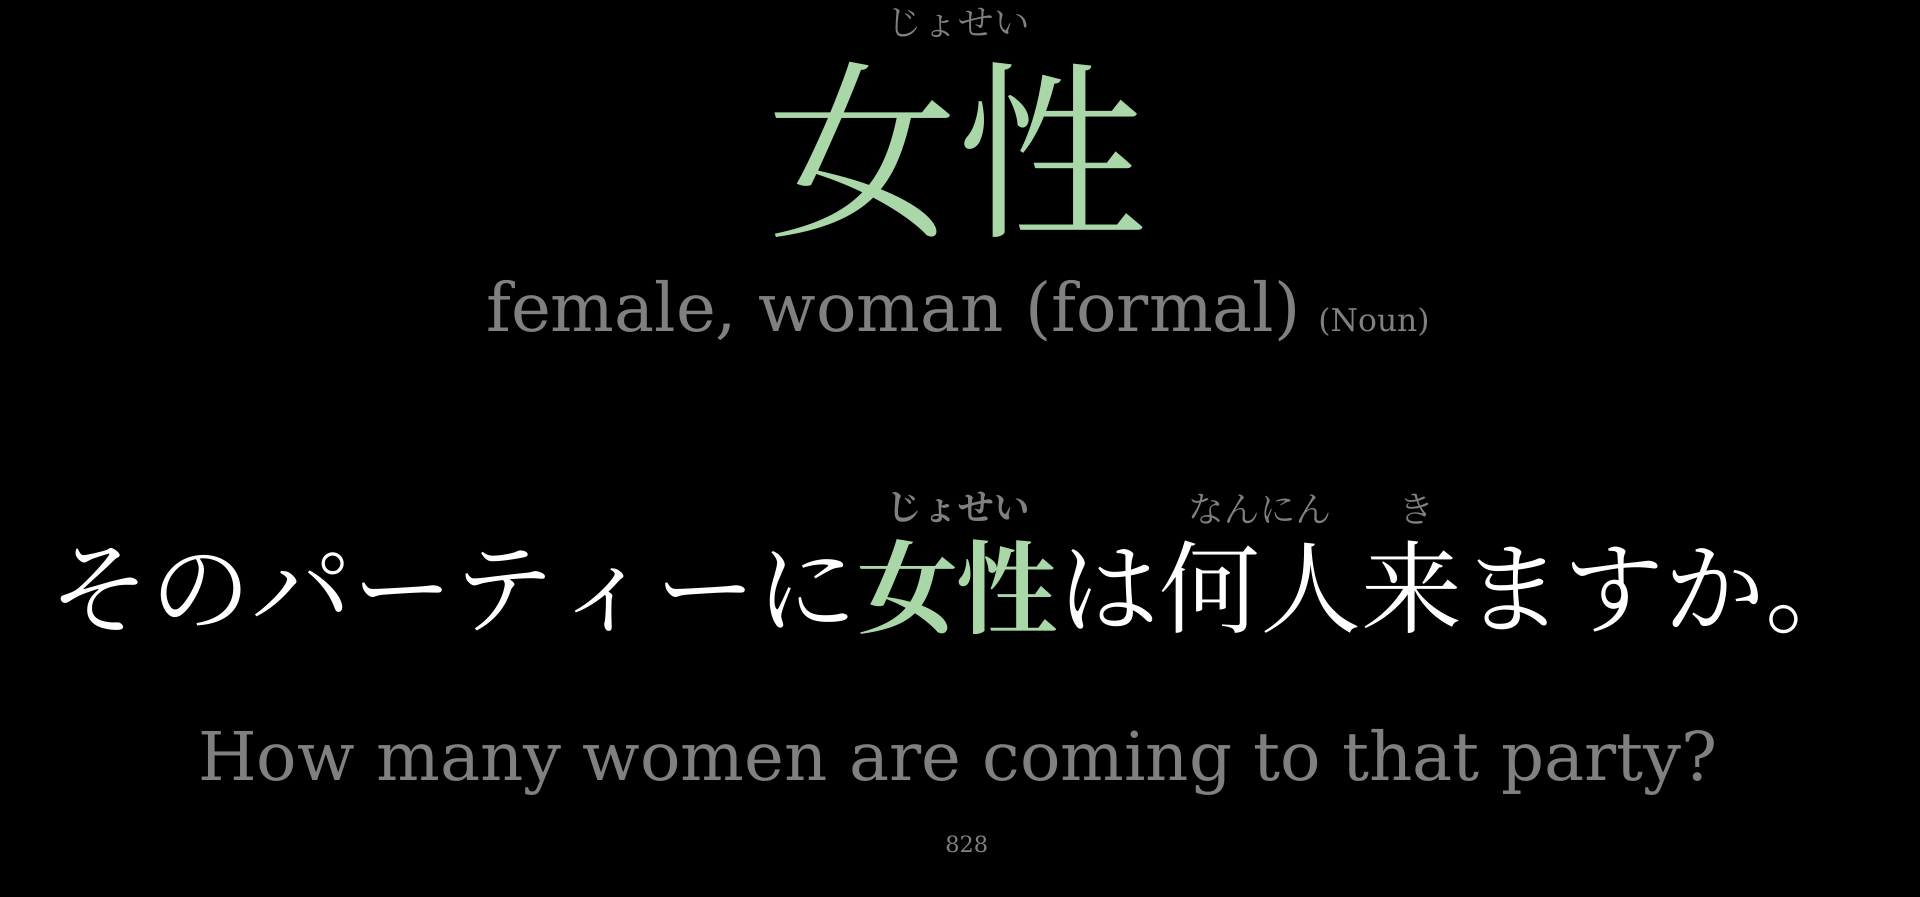 じょせい
女性
female, woman (formal) (Noun)
じょせい なんにん き
そのパーティーに女性は何人来ますか。
How many women are coming to that party?
828